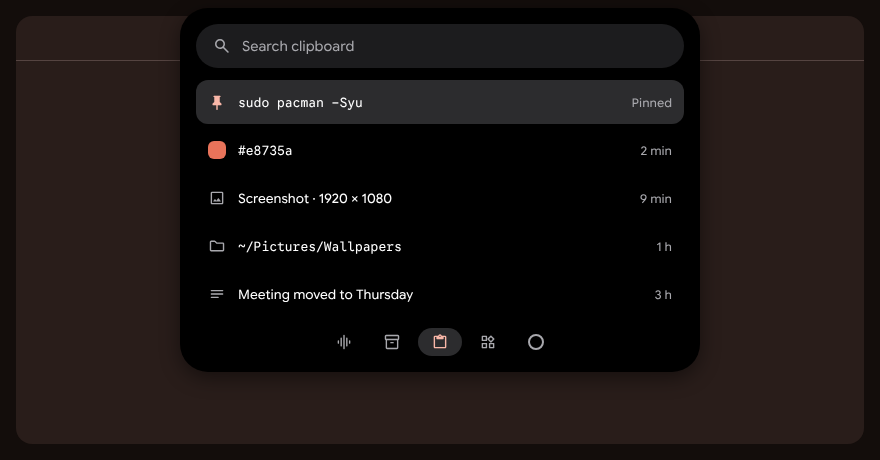 Search clipboard
sudo pacman -Syu Pinned
#e8735a 2 min
Screenshot · 1920 × 1080 9 min
~/Pictures/Wallpapers 1 h
Meeting moved to Thursday 3 h